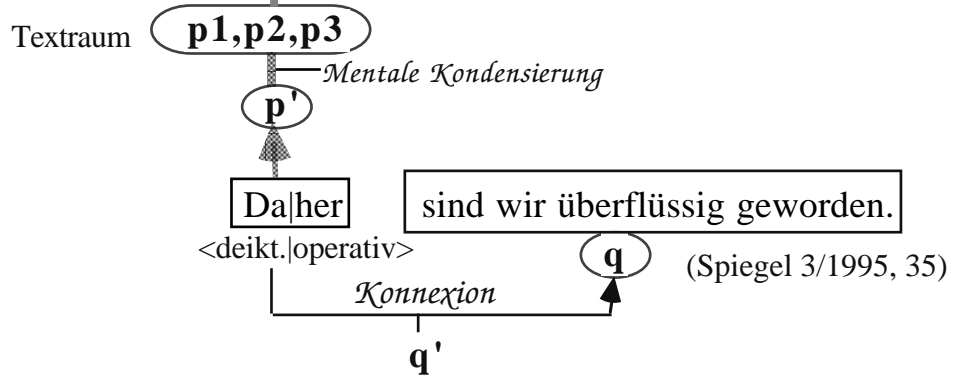 Textraum p1,p2,p3
Mentale Kondensierung
p'
Da|her sind wir überflüssig geworden.
<deikt.|operativ> q (Spiegel 3/1995, 35)
Konnexion
q'